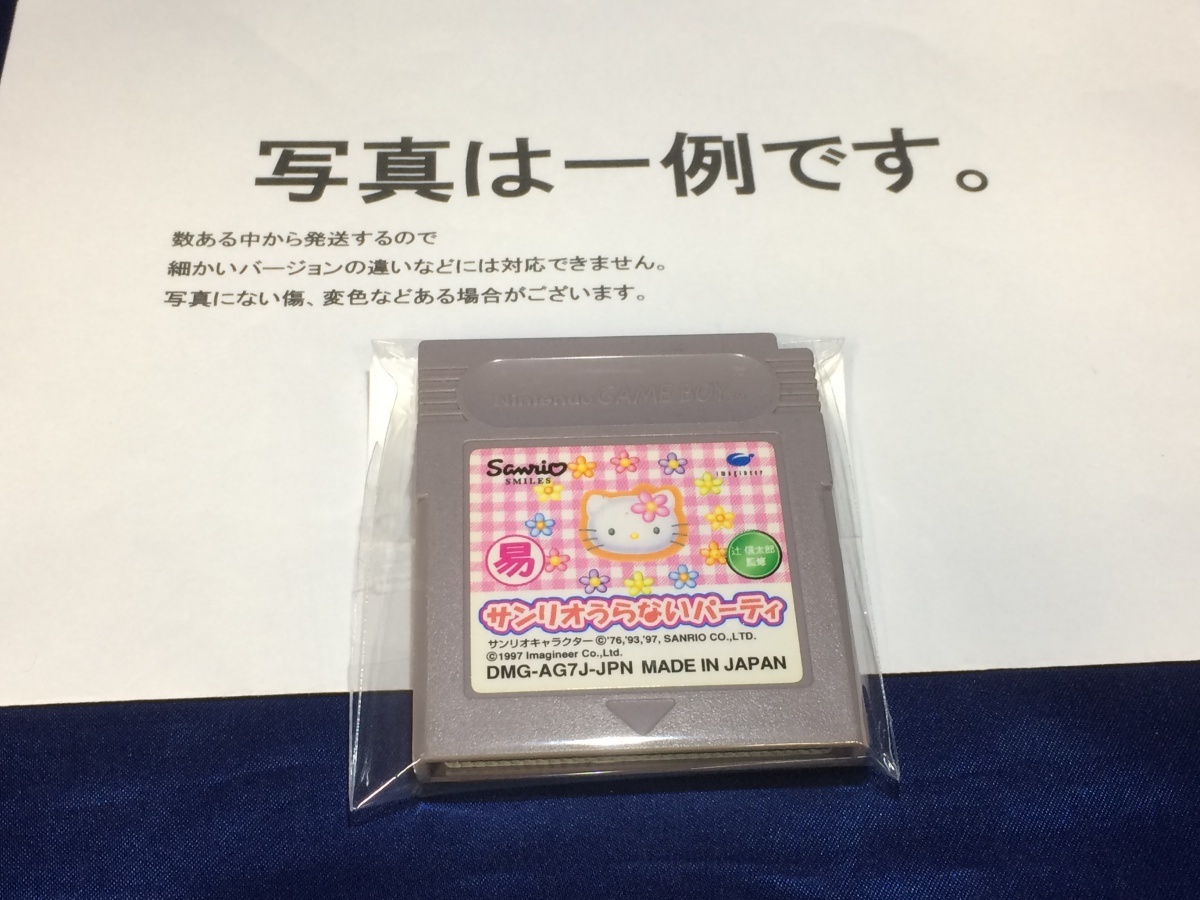 写真は一例です。
数ある中から発送するので
細かいバージョンの違いなどには対応できません。
写真にない傷、変色などある場合がございます。
Nintendo GAME BOY
Sanrio
SMILES
imagineer
易
辻 信太郎
監修
サンリオうらないパーティ
サンリオキャラクター ©'76,'93,'97, SANRIO CO.,LTD.
©1997 Imagineer Co.,Ltd.
DMG-AG7J-JPN MADE IN JAPAN